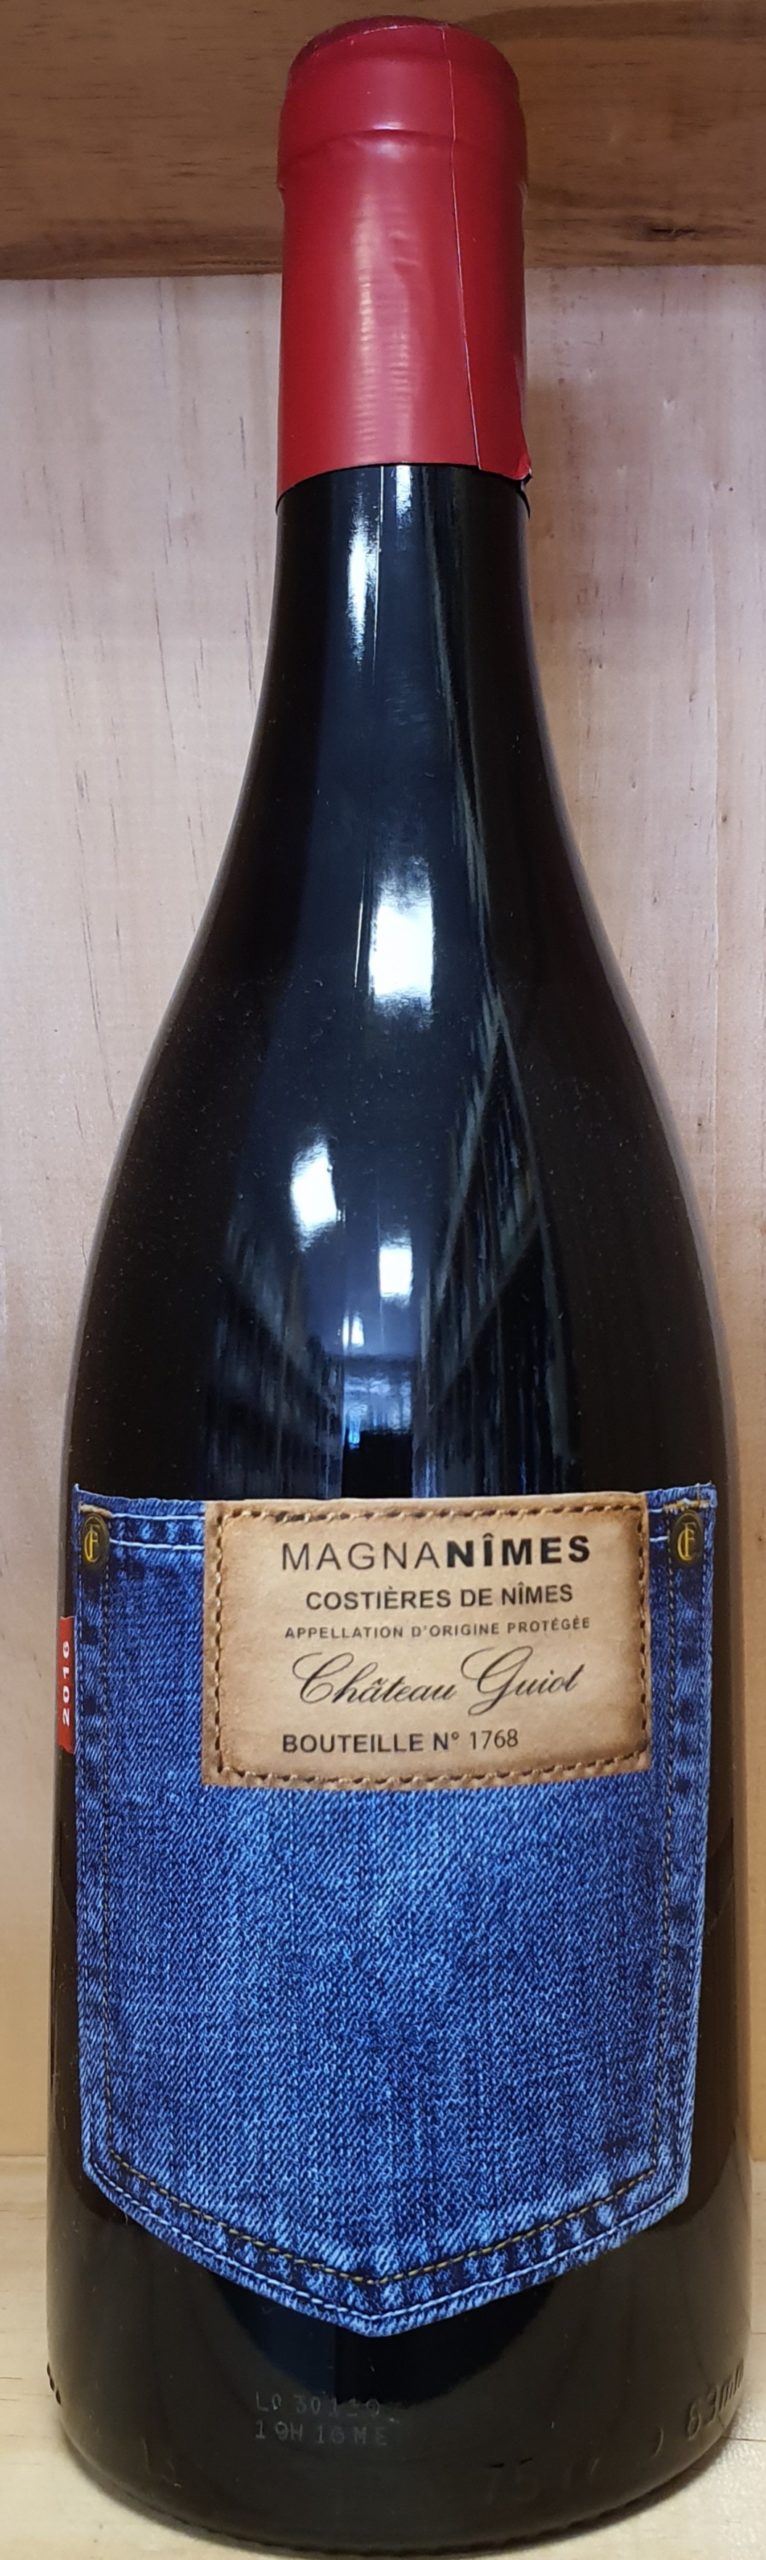 MAGNANÎMES
COSTIÈRES DE NÎMES
APPELLATION D'ORIGINE PROTÉGÉE
Château Guiot
BOUTEILLE N° 1768
2016